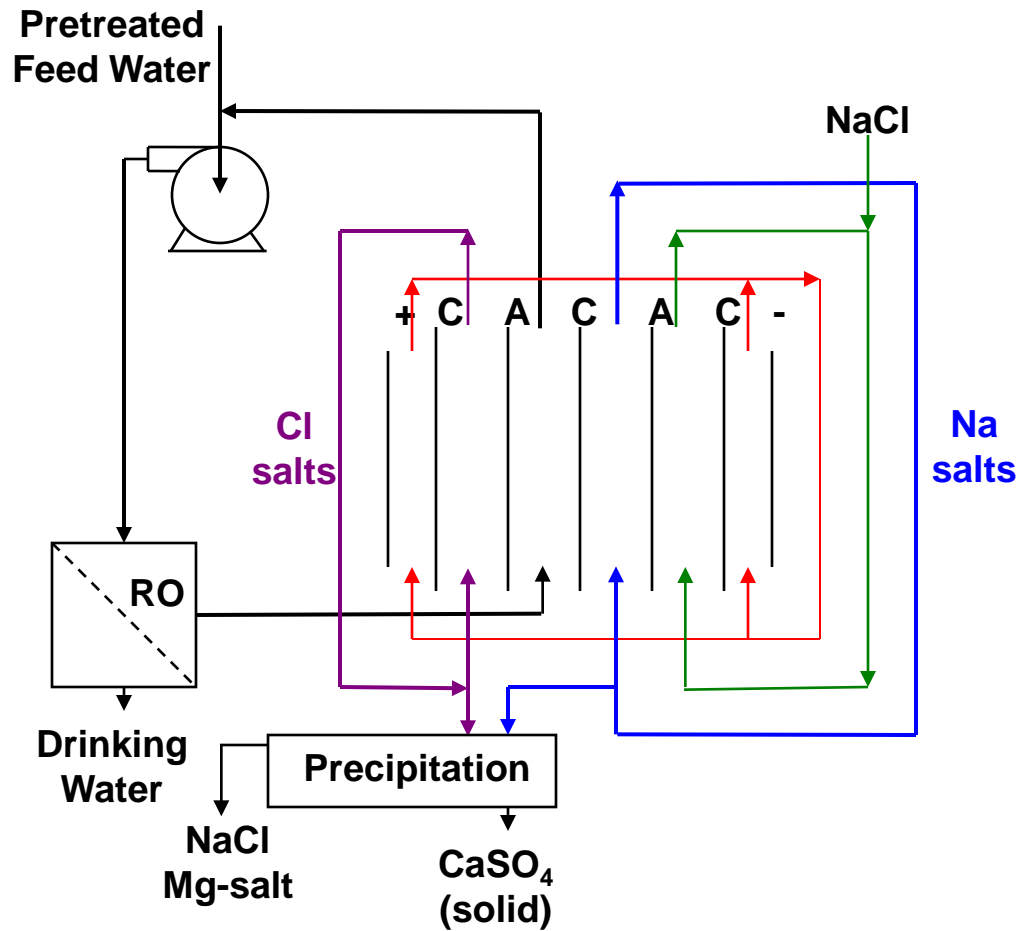 Pretreated
Feed Water
NaCl
+ C A C A C -
Cl
salts
Na
salts
RO
Drinking
Water
Precipitation
NaCl
Mg-salt
CaSO₄
(solid)